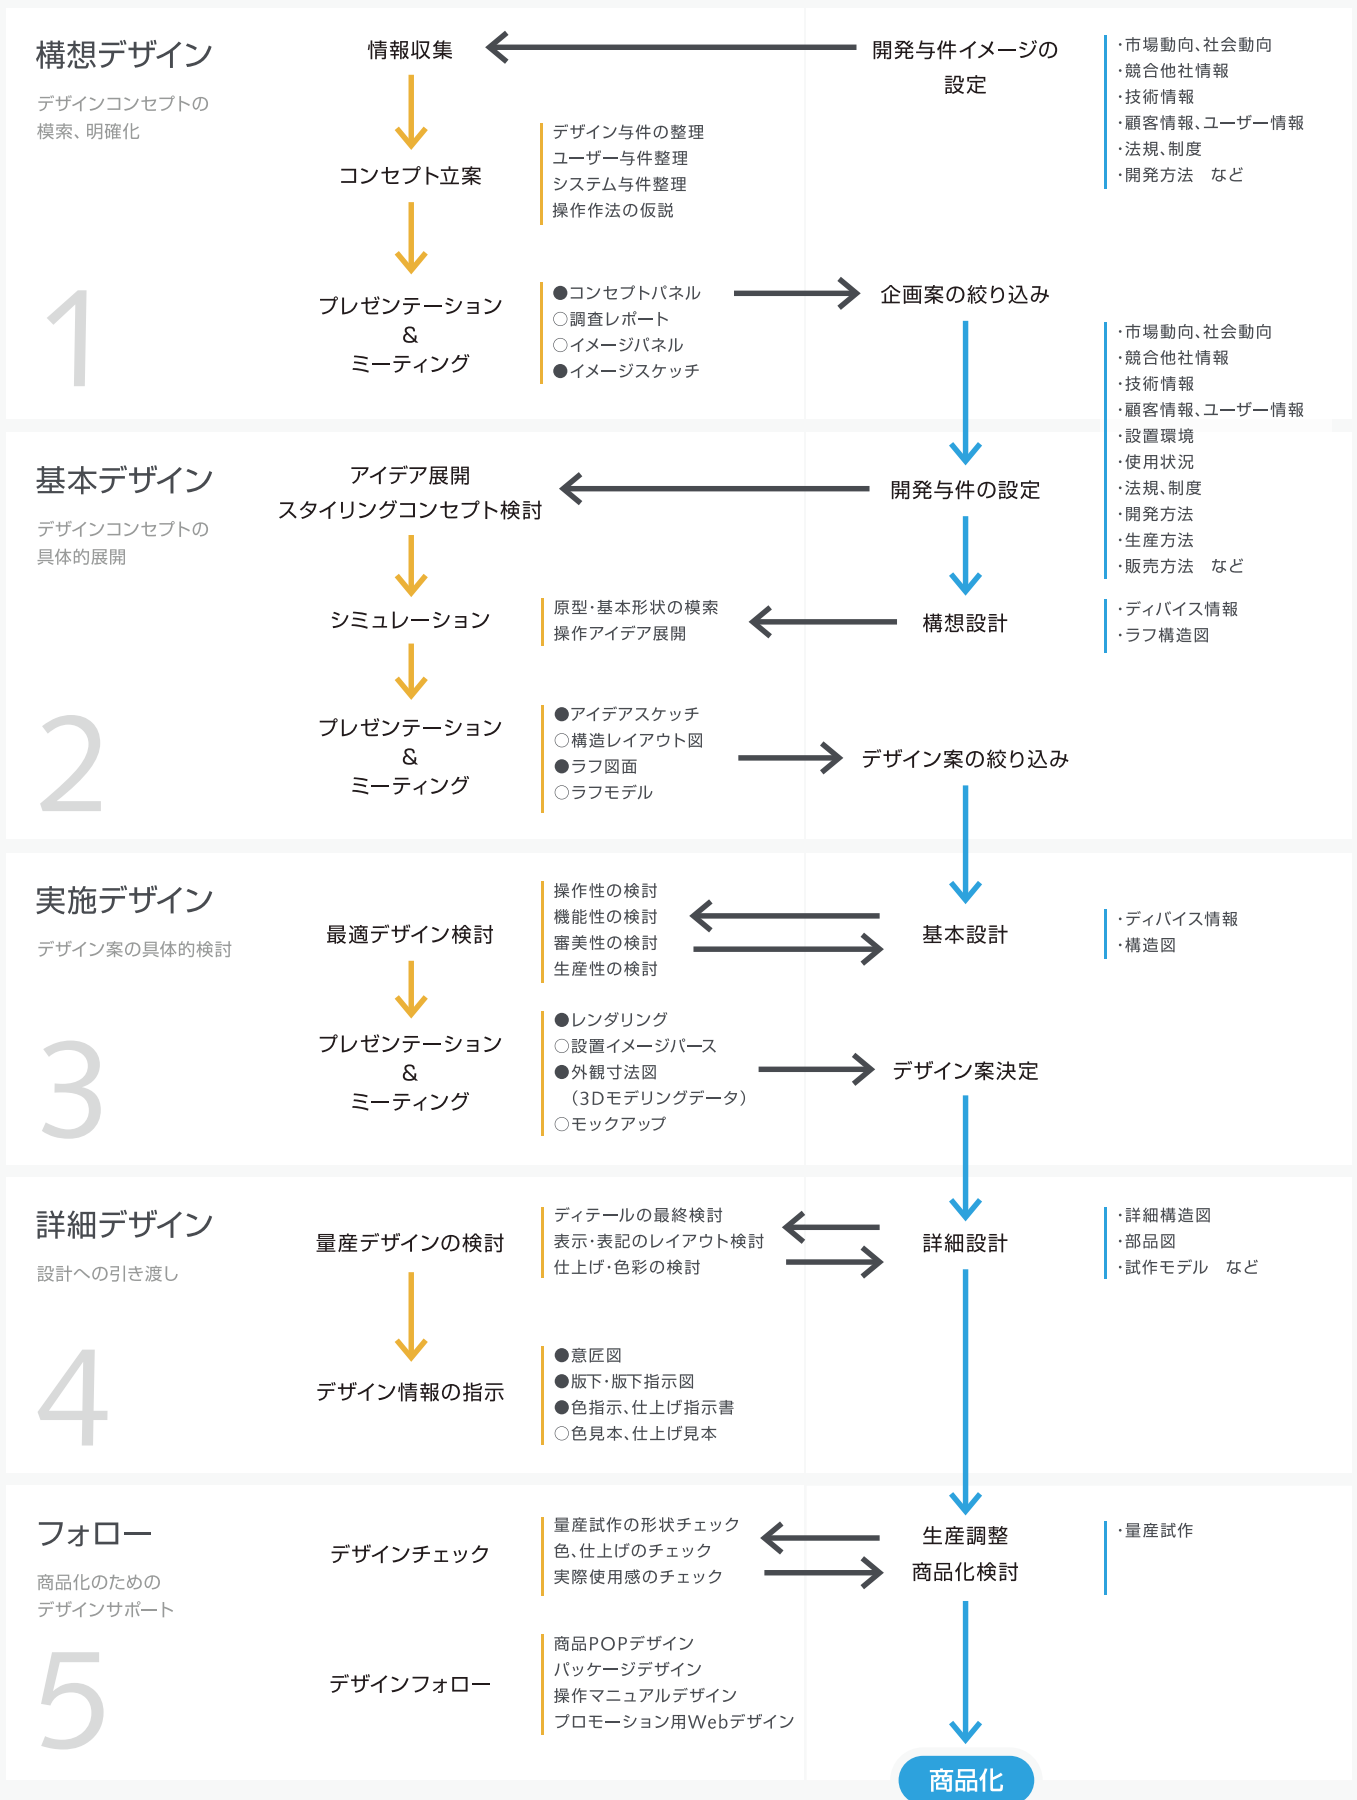 構想デザイン
デザインコンセプトの
模索、明確化
1
情報収集
コンセプト立案
デザイン与件の整理
ユーザー与件整理
システム与件整理
操作作法の仮説
プレゼンテーション
&
ミーティング
●コンセプトパネル
○調査レポート
○イメージパネル
●イメージスケッチ
開発与件イメージの
設定
・市場動向、社会動向
・競合他社情報
・技術情報
・顧客情報、ユーザー情報
・法規、制度
・開発方法　など
企画案の絞り込み
・市場動向、社会動向
・競合他社情報
・技術情報
・顧客情報、ユーザー情報
・設置環境
・使用状況
・法規、制度
・開発方法
・生産方法
・販売方法　など
基本デザイン
デザインコンセプトの
具体的展開
2
アイデア展開
スタイリングコンセプト検討
開発与件の設定
シミュレーション
原型・基本形状の模索
操作アイデア展開
構想設計
・ディバイス情報
・ラフ構造図
プレゼンテーション
&
ミーティング
●アイデアスケッチ
○構造レイアウト図
●ラフ図面
○ラフモデル
デザイン案の絞り込み
実施デザイン
デザイン案の具体的検討
3
最適デザイン検討
操作性の検討
機能性の検討
審美性の検討
生産性の検討
基本設計
・ディバイス情報
・構造図
プレゼンテーション
&
ミーティング
●レンダリング
○設置イメージパース
●外観寸法図
（3Dモデリングデータ）
○モックアップ
デザイン案決定
詳細デザイン
設計への引き渡し
4
量産デザインの検討
ディテールの最終検討
表示・表記のレイアウト検討
仕上げ・色彩の検討
詳細設計
・詳細構造図
・部品図
・試作モデル　など
デザイン情報の指示
●意匠図
●版下・版下指示図
●色指示、仕上げ指示書
○色見本、仕上げ見本
フォロー
商品化のための
デザインサポート
5
デザインチェック
量産試作の形状チェック
色、仕上げのチェック
実際使用感のチェック
生産調整
商品化検討
・量産試作
デザインフォロー
商品POPデザイン
パッケージデザイン
操作マニュアルデザイン
プロモーション用Webデザイン
商品化